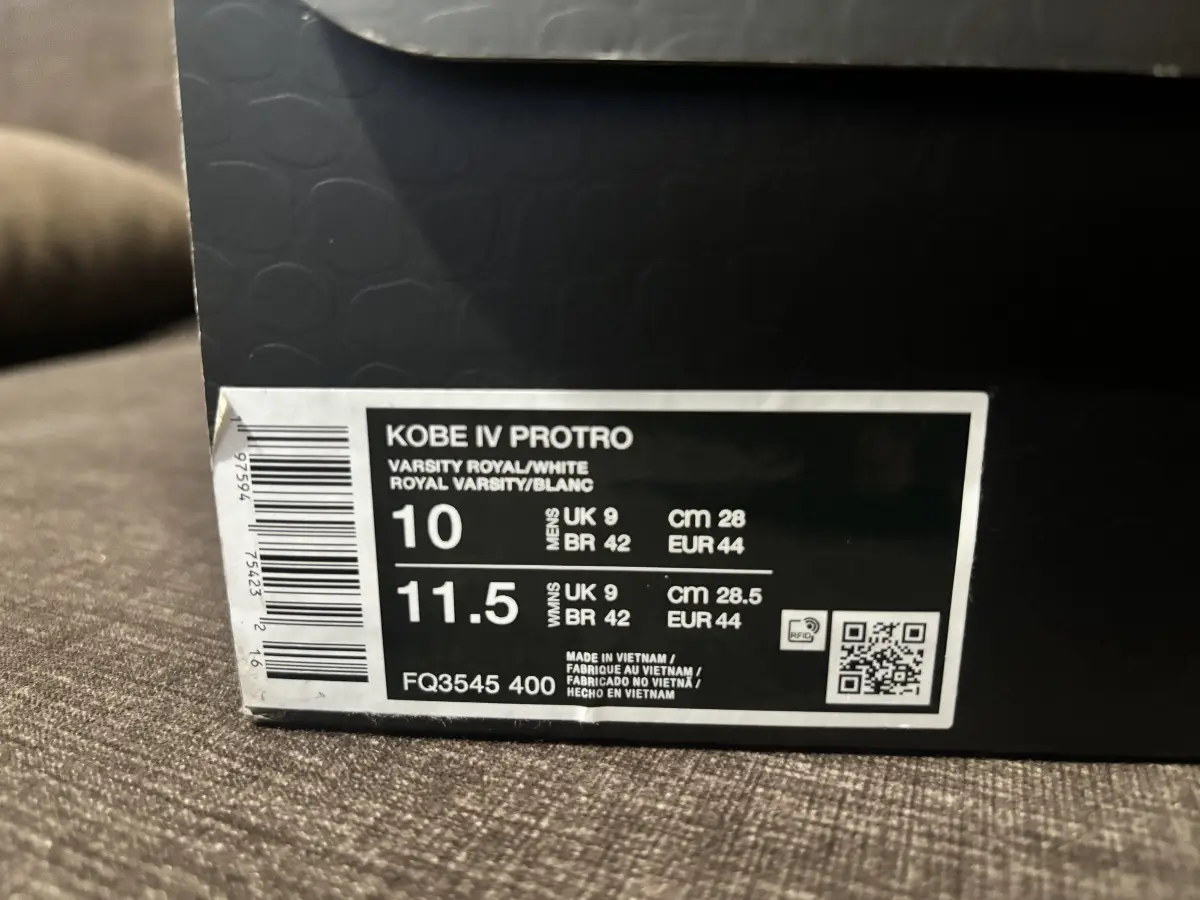 KOBE IV PROTRO
VARSITY ROYAL/WHITE
ROYAL VARSITY/BLANC
10 MENS UK 9 cm 28
BR 42 EUR 44
11.5 WMNS UK 9 cm 28.5
BR 42 EUR 44
FQ3545 400
MADE IN VIETNAM /
FABRIQUE AU VIETNAM /
FABRICADO NO VIETNÃ /
HECHO EN VIETNAM
RFID
97594 75423 2 16